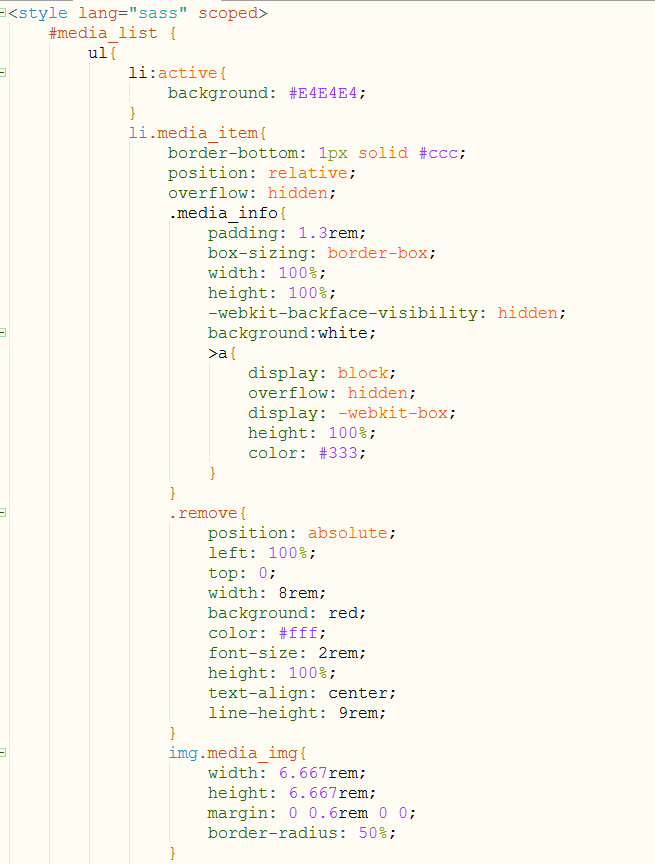 <style lang="sass" scoped>
#media_list {
ul{
li:active{
background: #E4E4E4;
}
li.media_item{
border-bottom: 1px solid #ccc;
position: relative;
overflow: hidden;
.media_info{
padding: 1.3rem;
box-sizing: border-box;
width: 100%;
height: 100%;
-webkit-backface-visibility: hidden;
background:white;
>a{
display: block;
overflow: hidden;
display: -webkit-box;
height: 100%;
color: #333;
}
}
.remove{
position: absolute;
left: 100%;
top: 0;
width: 8rem;
background: red;
color: #fff;
font-size: 2rem;
height: 100%;
text-align: center;
line-height: 9rem;
}
img.media_img{
width: 6.667rem;
height: 6.667rem;
margin: 0 0.6rem 0 0;
border-radius: 50%;
}